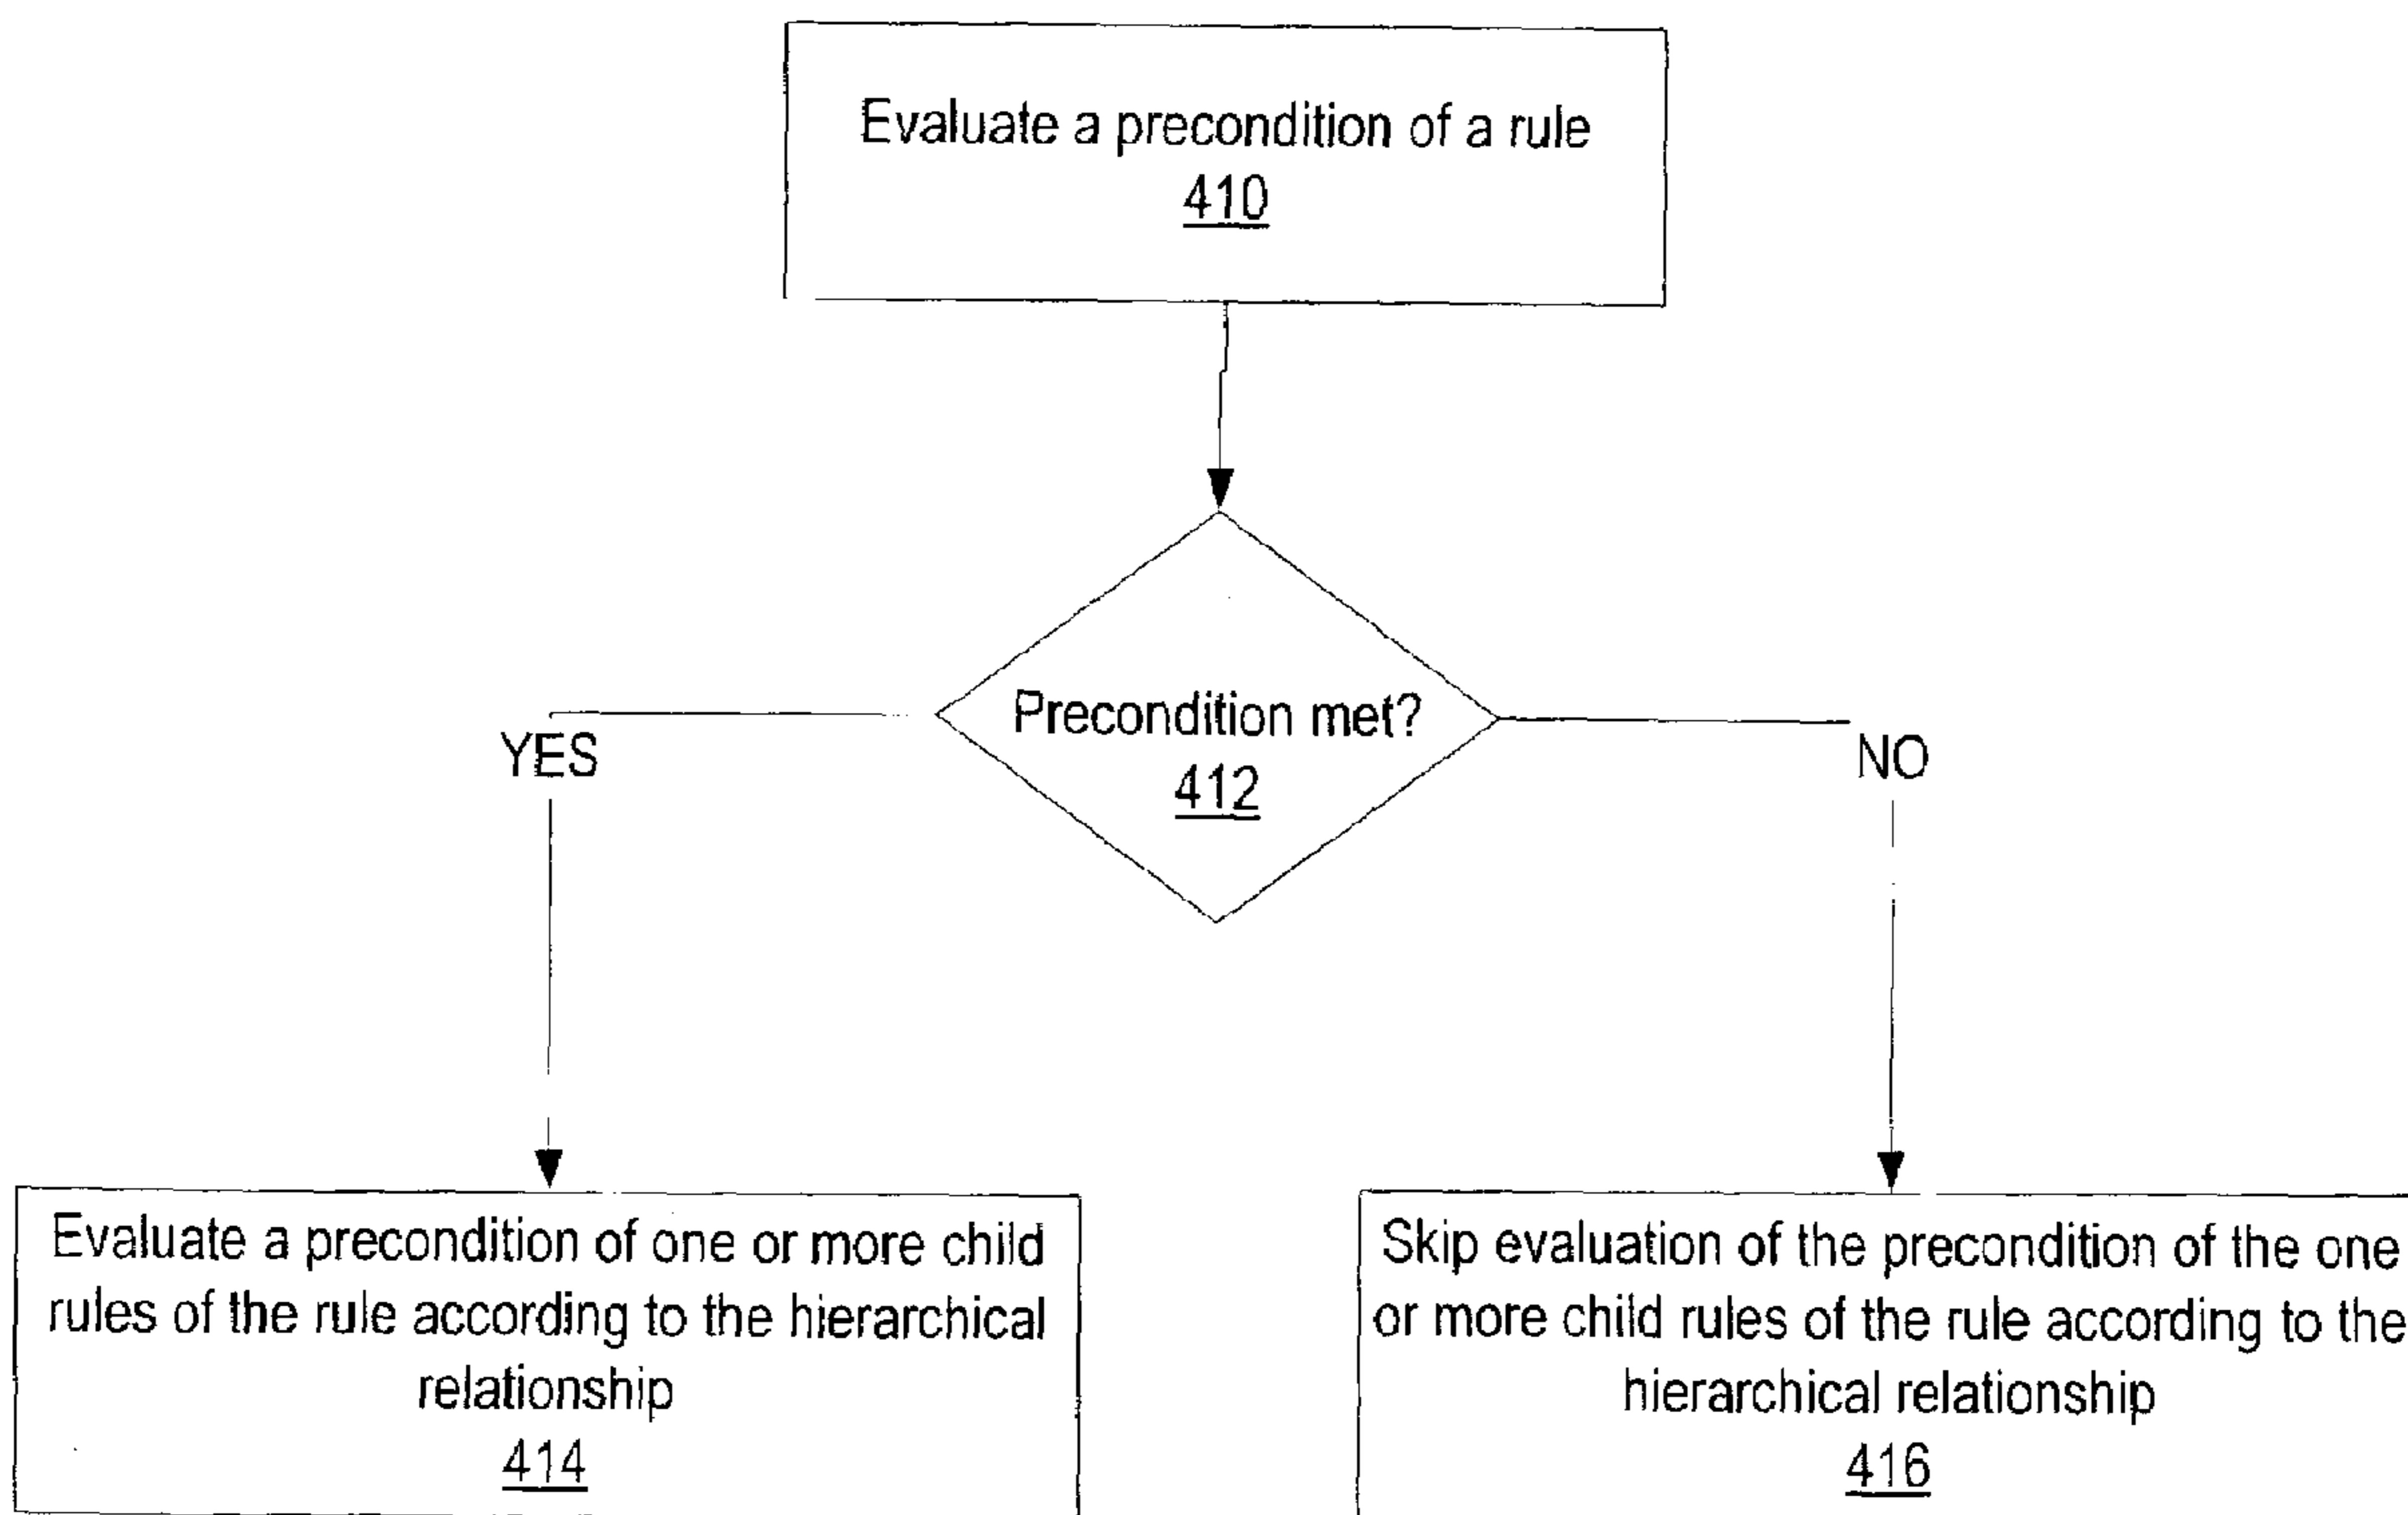 Evaluate a precondition of a rule
410
Precondition met?
412
YES
NO
Evaluate a precondition of one or more child
rules of the rule according to the hierarchical
relationship
414
Skip evaluation of the precondition of the one
or more child rules of the rule according to the
hierarchical relationship
416